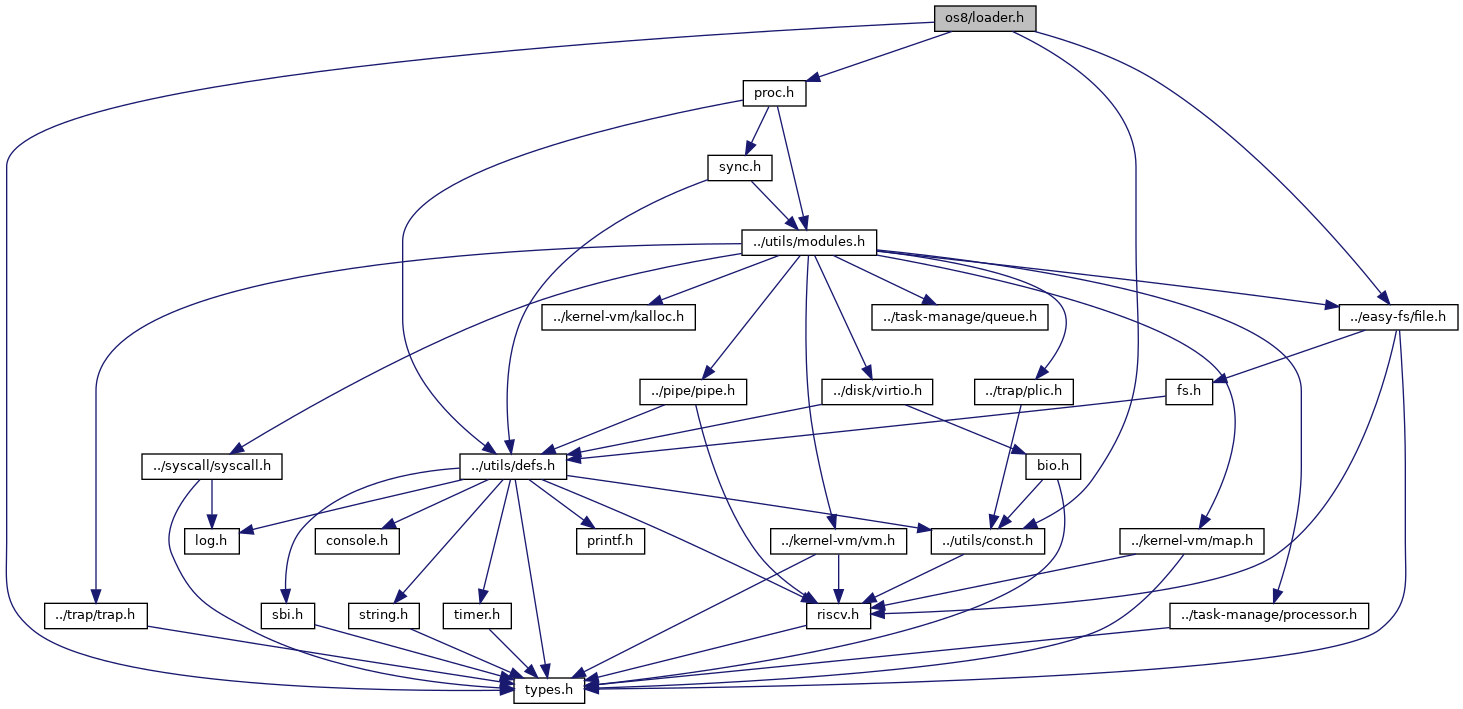 os8/loader.h
proc.h
sync.h
../utils/modules.h
../kernel-vm/kalloc.h
../task-manage/queue.h
../easy-fs/file.h
../pipe/pipe.h
../disk/virtio.h
../trap/plic.h
fs.h
../syscall/syscall.h
../utils/defs.h
bio.h
log.h
console.h
printf.h
../kernel-vm/vm.h
../utils/const.h
../kernel-vm/map.h
../trap/trap.h
sbi.h
string.h
timer.h
riscv.h
../task-manage/processor.h
types.h